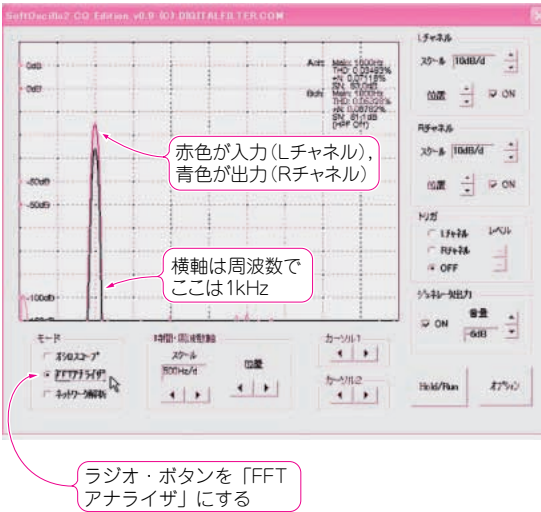 SoftOscillo2 CQ Edition v0.9 (C) DIGITALFILTER.COM
0dB
0dB
-50dB
-50dB
-100dB
Ach: Main: 1000Hz
Bch: Main: 1000Hz
(HPF Off)
赤色が入力(Lチャネル),
青色が出力(Rチャネル)
横軸は周波数で
ここは1kHz
Lチャネル
スケール 10dB/d
位置 ON
Rチャネル
スケール 10dB/d
位置 ON
トリガ
Lチャネル レベル
Rチャネル
OFF
ジェネレータ出力
音量
ON -6dB
モード
オシロスコープ
FFTアナライザ
ネットワーク解析
時間・周波数軸
スケール 位置
500Hz/d
カーソル1
カーソル2
Hold/Run オプション
ラジオ・ボタンを「FFT
アナライザ」にする